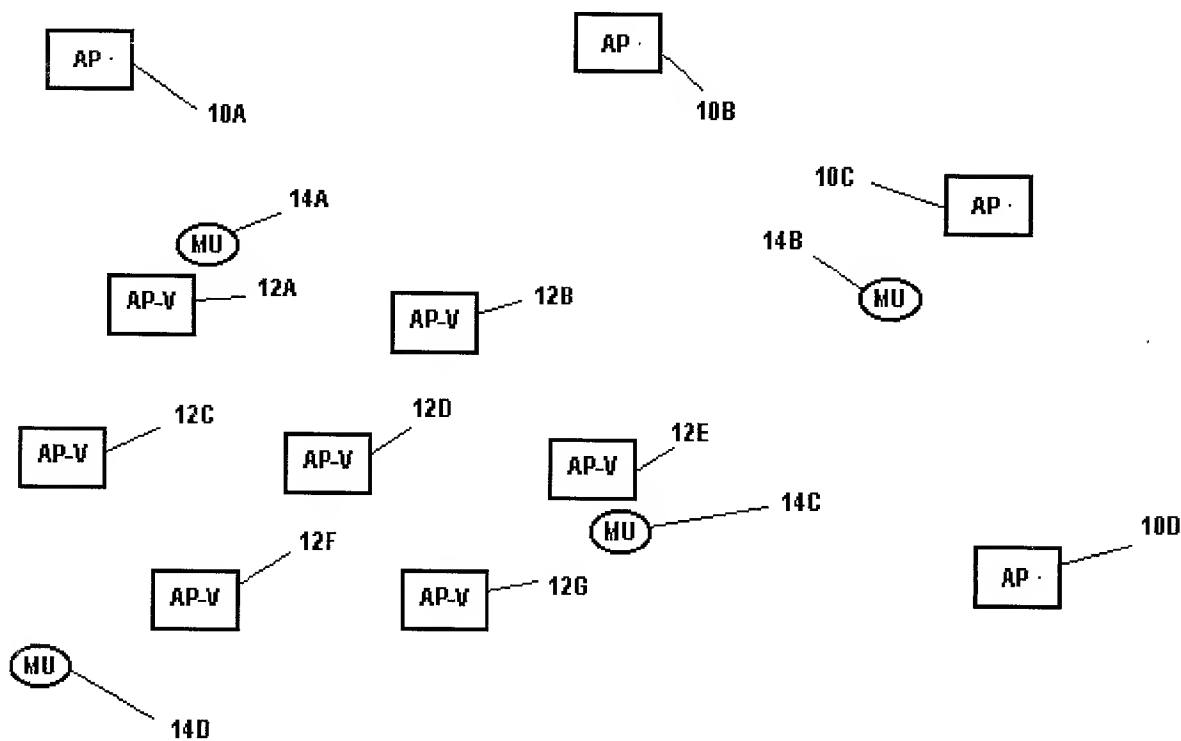 AP
AP
10A
10B
10C
AP
14A
MU
14B
12A
AP-V
12B
AP-V
MU
12C
12D
12E
AP-V
AP-V
AP-V
14C
MU
10D
12F
AP-V
AP-V
12G
AP
MU
14D